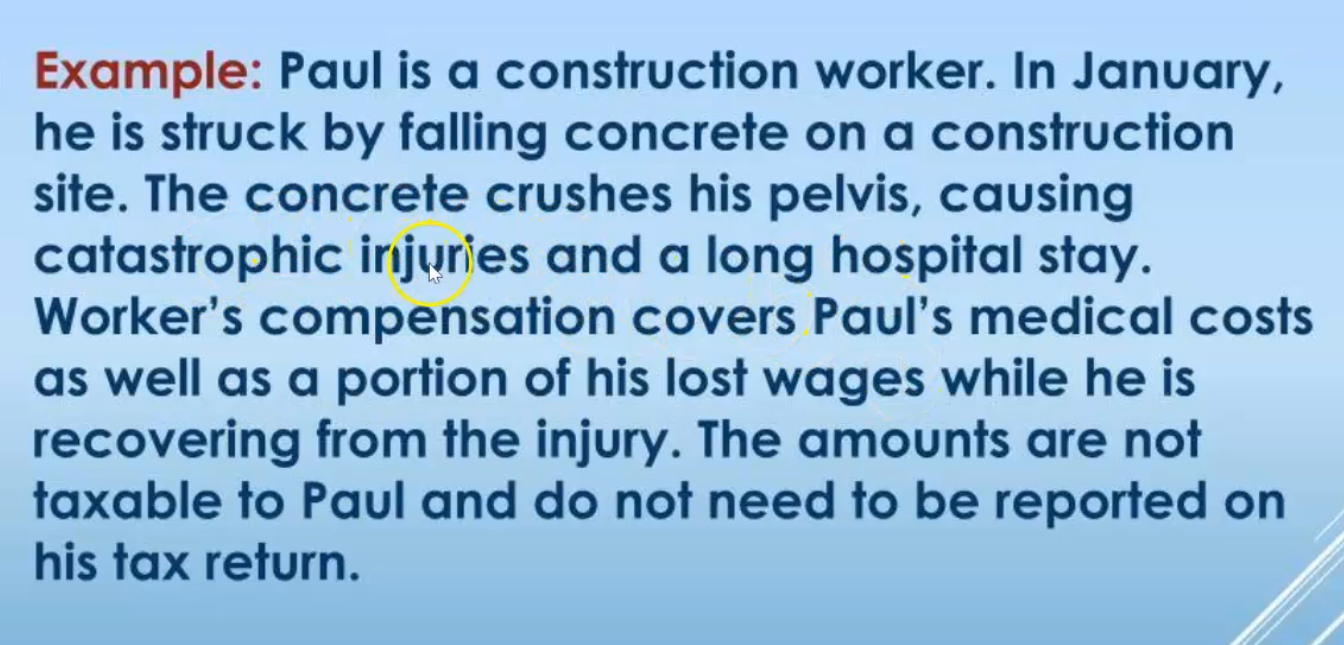 Example: Paul is a construction worker. In January,
he is struck by falling concrete on a construction
site. The concrete crushes his pelvis, causing
catastrophic injuries and a long hospital stay.
Worker’s compensation covers Paul’s medical costs
as well as a portion of his lost wages while he is
recovering from the injury. The amounts are not
taxable to Paul and do not need to be reported on
his tax return.